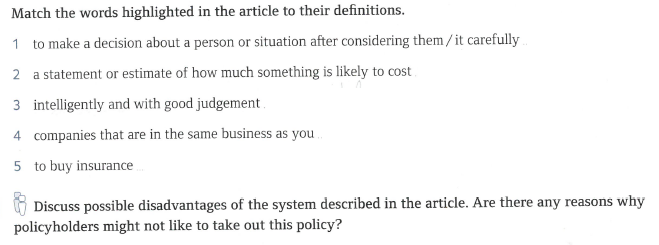 Match the words highlighted in the article to their definitions.
1 to make a decision about a person or situation after considering them / it carefully
2 a statement or estimate of how much something is likely to cost
3 intelligently and with good judgement
4 companies that are in the same business as you
5 to buy insurance
Discuss possible disadvantages of the system described in the article. Are there any reasons why
policyholders might not like to take out this policy?